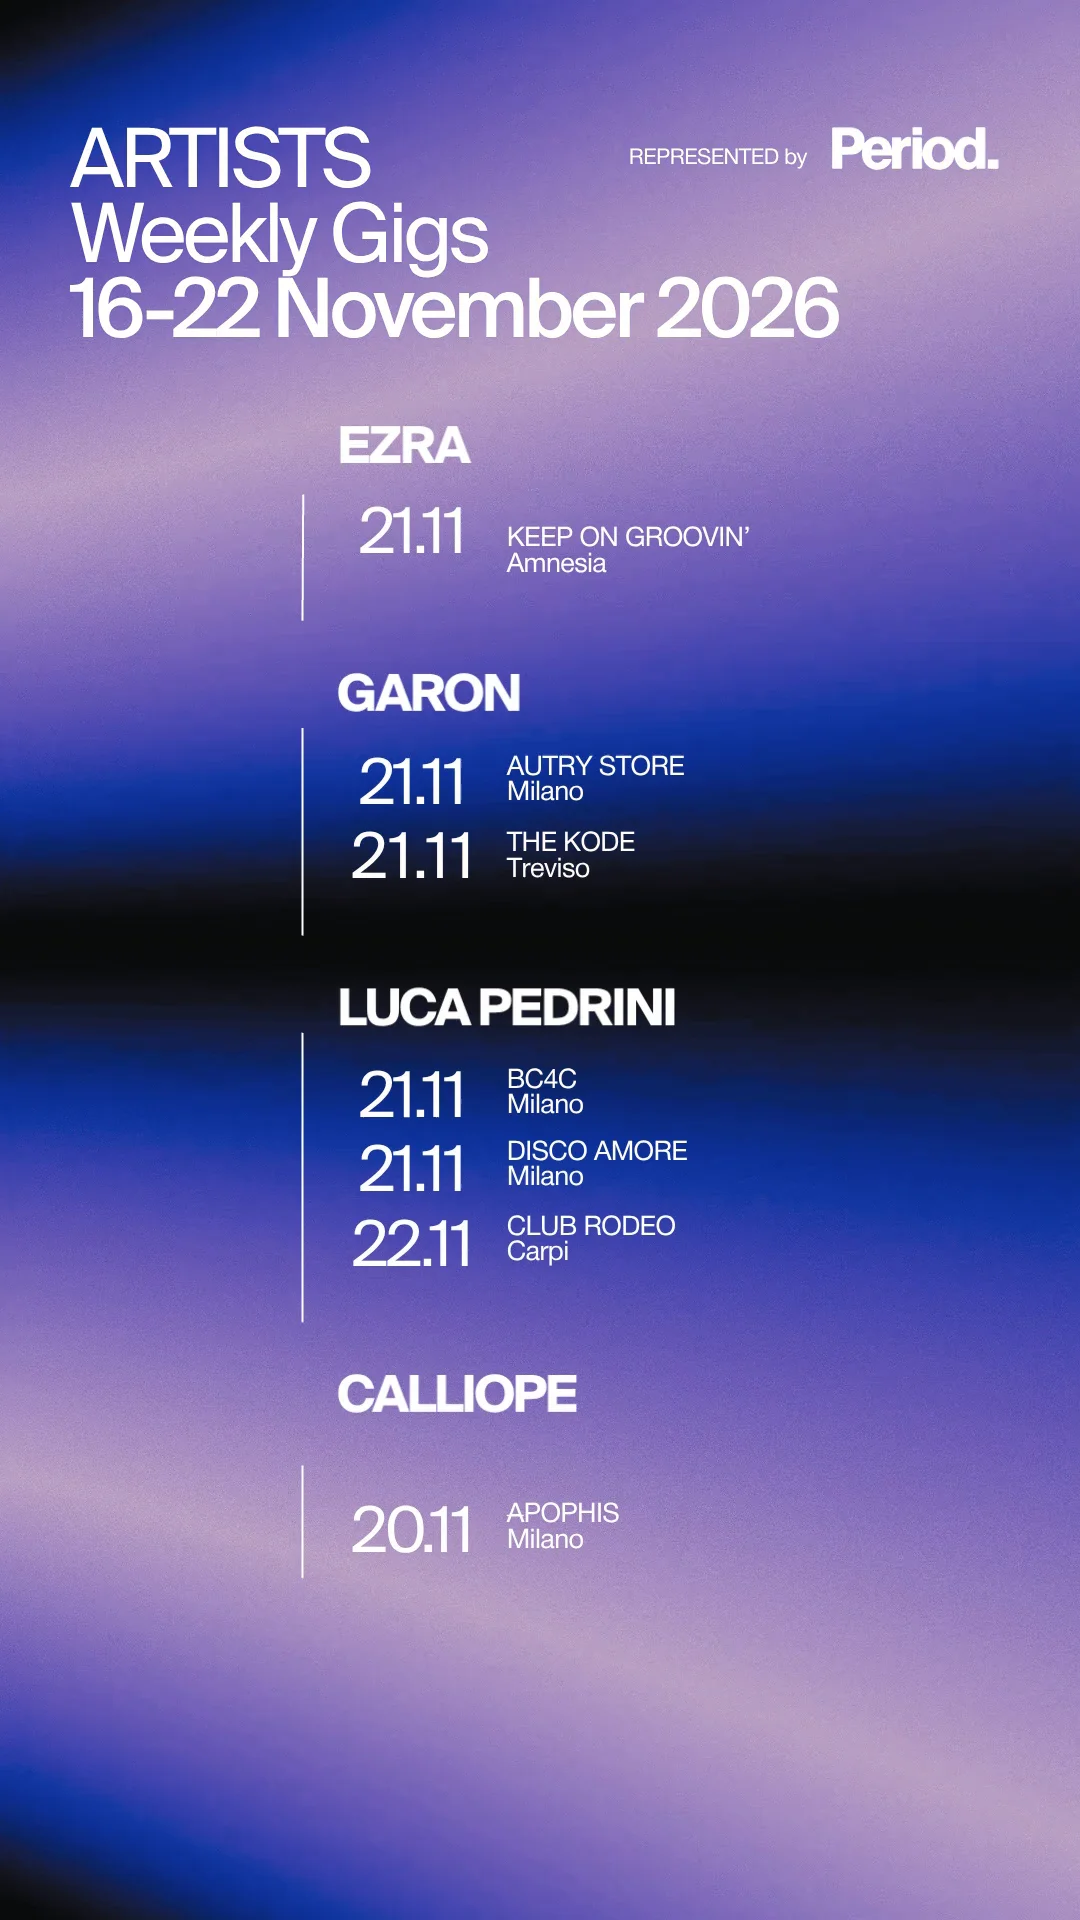 ARTISTS
REPRESENTED by Period.
Weekly Gigs
16-22 November 2026
EZRA
21.11 KEEP ON GROOVIN’
Amnesia
GARON
21.11 AUTRY STORE
Milano
21.11 THE KODE
Treviso
LUCA PEDRINI
21.11 BC4C
Milano
21.11 DISCO AMORE
Milano
22.11 CLUB RODEO
Carpi
CALLIOPE
20.11 APOPHIS
Milano